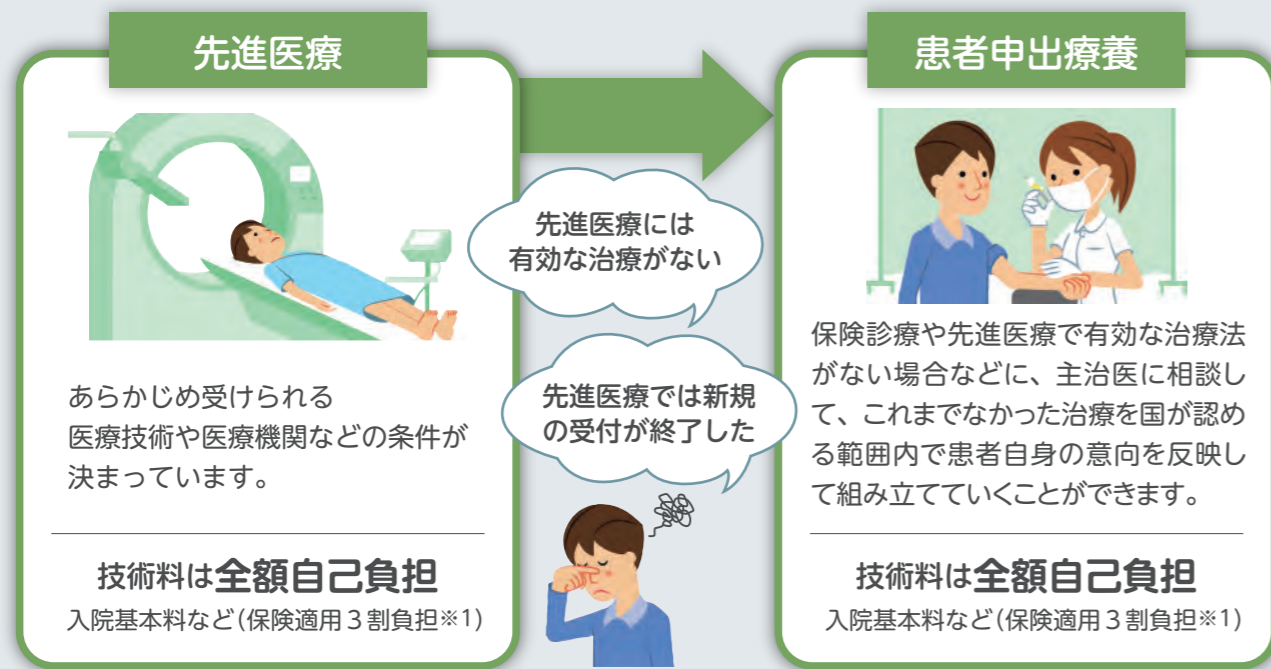 先進医療
あらかじめ受けられる
医療技術や医療機関などの条件が
決まっています。
技術料は全額自己負担
入院基本料など(保険適用3割負担※1)
先進医療には
有効な治療がない
先進医療では新規
の受付が終了した
患者申出療養
保険診療や先進医療で有効な治療法
がない場合などに、主治医に相談し
て、これまでなかった治療を国が認め
る範囲内で患者自身の意向を反映し
て組み立てていくことができます。
技術料は全額自己負担
入院基本料など(保険適用3割負担※1)